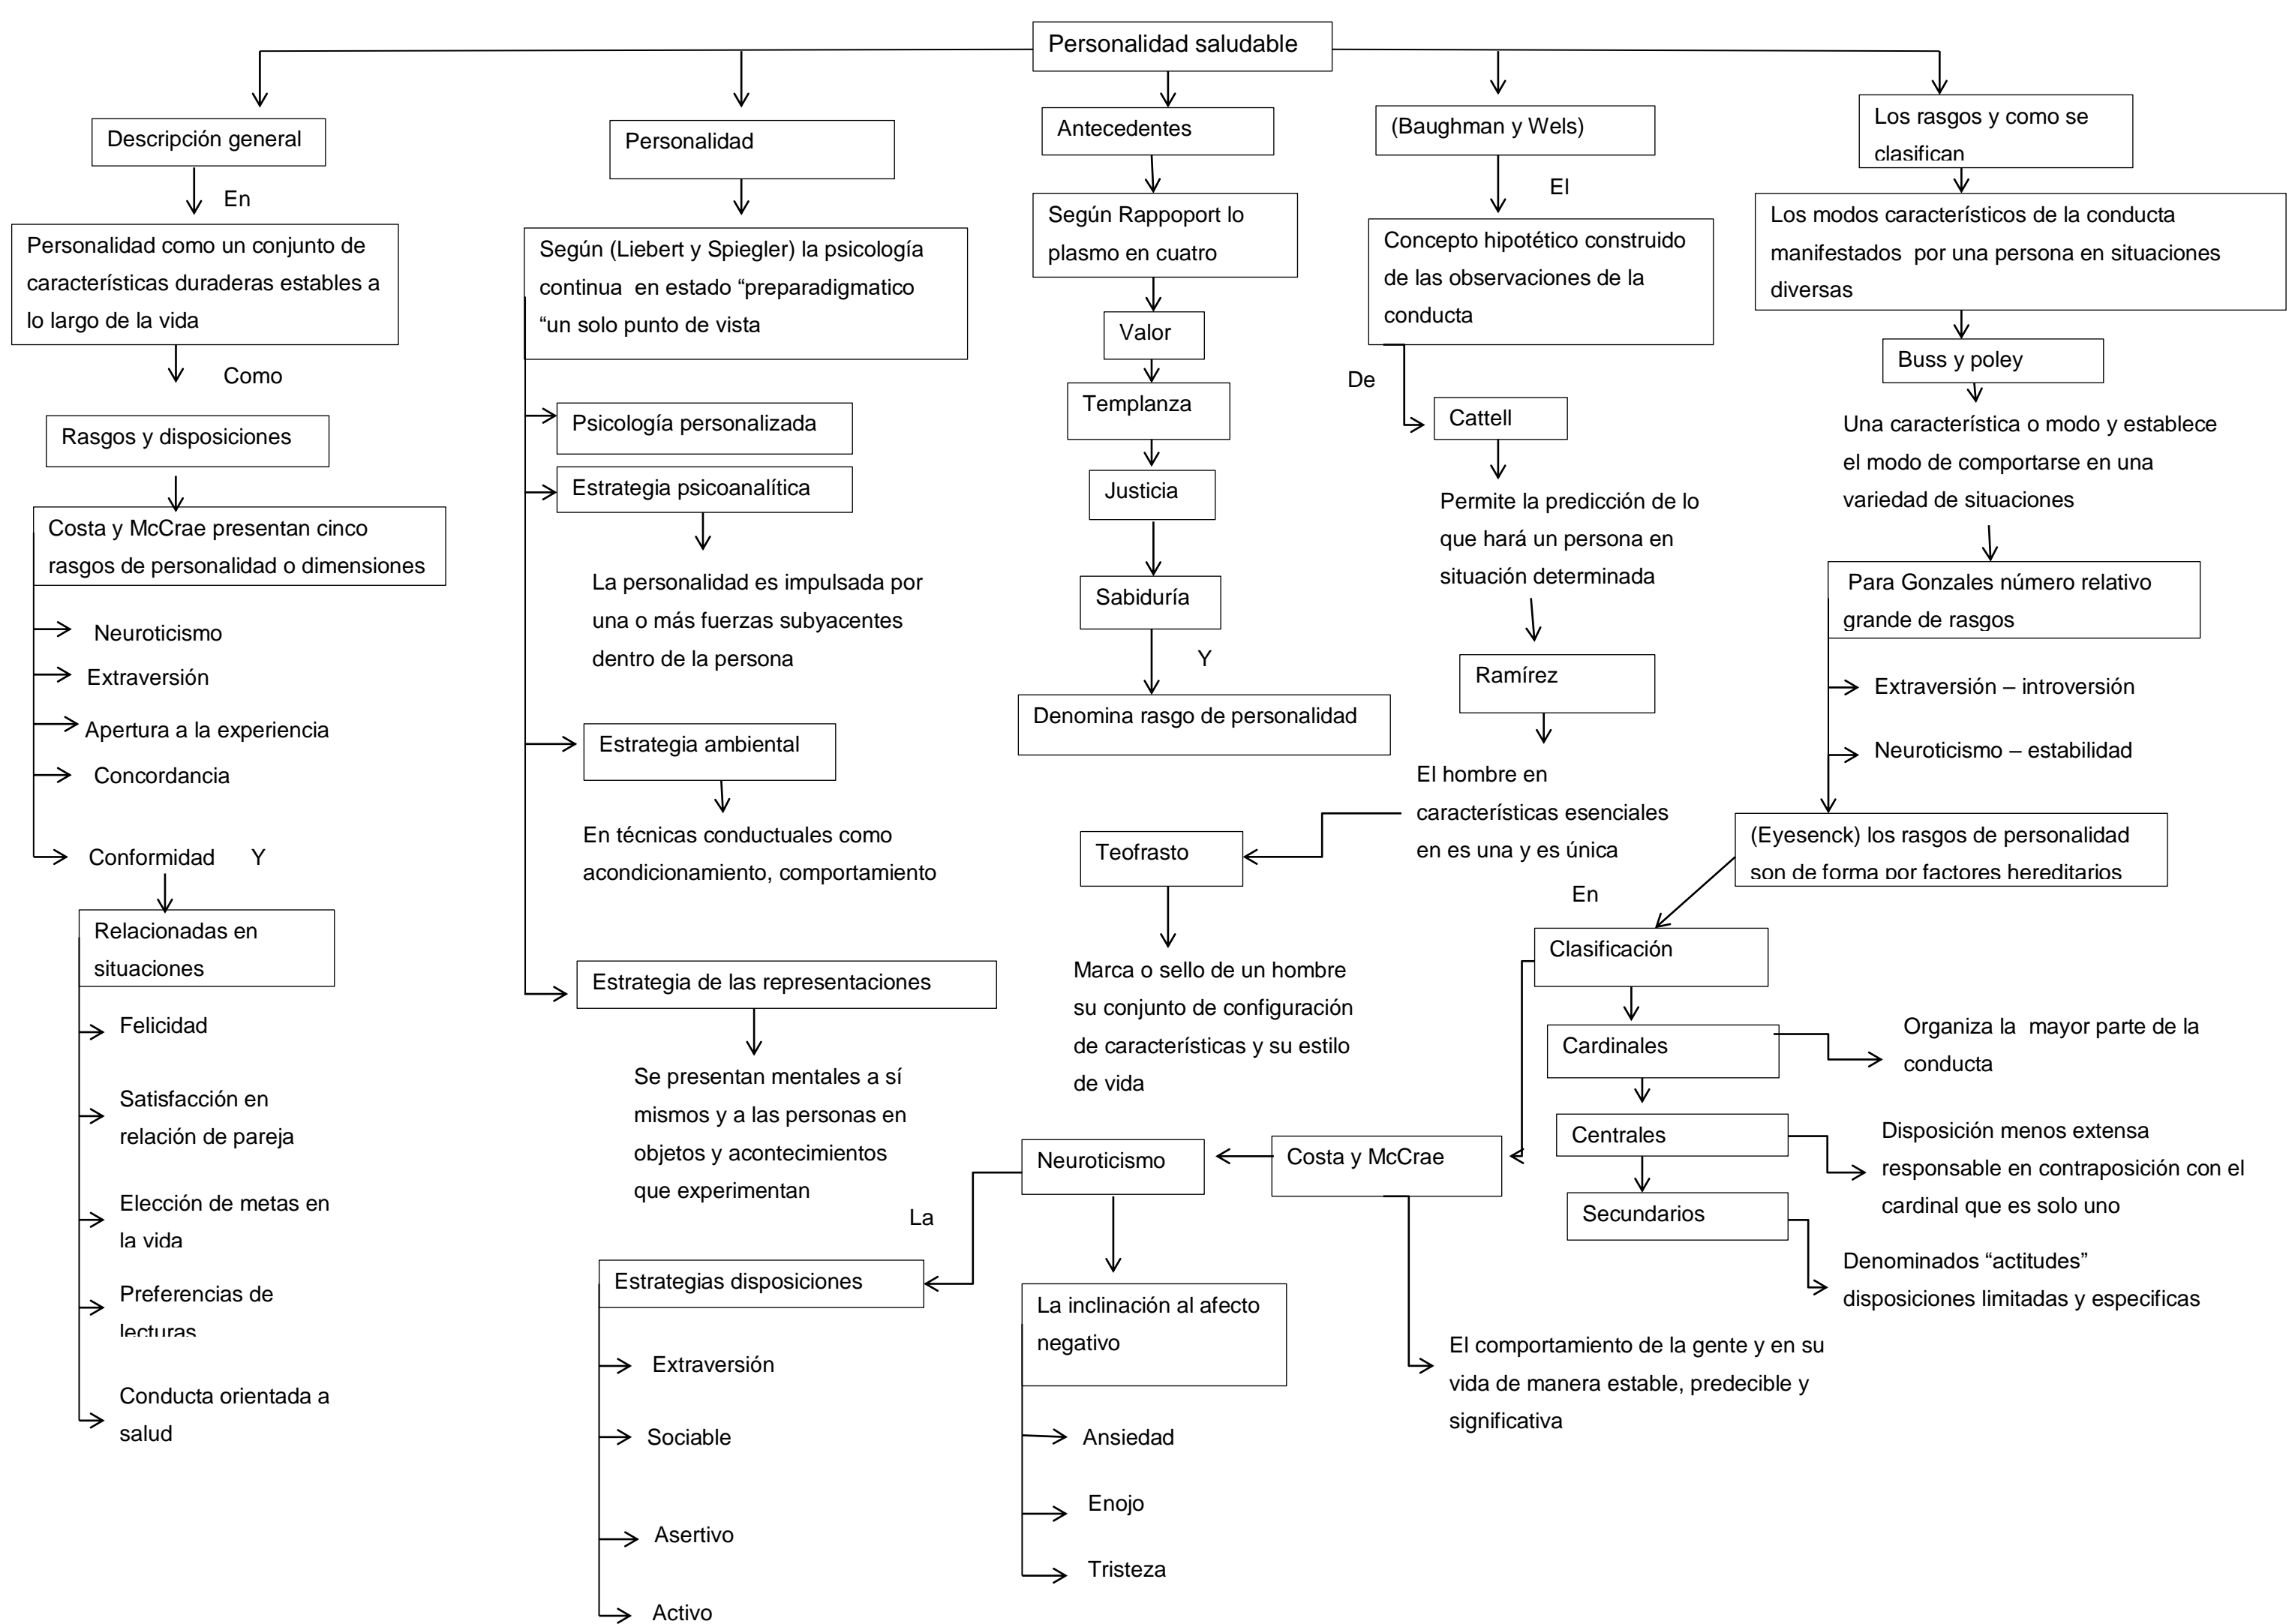 Personalidad saludable
Descripción general
En
Personalidad como un conjunto de
características duraderas estables a
lo largo de la vida
Como
Rasgos y disposiciones
Costa y McCrae presentan cinco
rasgos de personalidad o dimensiones
Neuroticismo
Extraversión
Apertura a la experiencia
Concordancia
Conformidad
Y
Relacionadas en
situaciones
Felicidad
Satisfacción en
relación de pareja
Elección de metas en
la vida
Preferencias de
lecturas
Conducta orientada a
salud
Personalidad
Según (Liebert y Spiegler) la psicología
continua en estado “preparadigmatico
“un solo punto de vista
Psicología personalizada
Estrategia psicoanalítica
La personalidad es impulsada por
una o más fuerzas subyacentes
dentro de la persona
Estrategia ambiental
En técnicas conductuales como
acondicionamiento, comportamiento
Estrategia de las representaciones
Se presentan mentales a sí
mismos y a las personas en
objetos y acontecimientos
que experimentan
Antecedentes
Según Rappoport lo
plasmo en cuatro
Valor
Templanza
Justicia
Sabiduría
Y
Denomina rasgo de personalidad
(Baughman y Wels)
El
Concepto hipotético construido
de las observaciones de la
conducta
De
Cattell
Permite la predicción de lo
que hará un persona en
situación determinada
Ramírez
El hombre en
características esenciales
en es una y es única
Teofrasto
Marca o sello de un hombre
su conjunto de configuración
de características y su estilo
de vida
Los rasgos y como se
clasifican
Los modos característicos de la conducta
manifestados por una persona en situaciones
diversas
Buss y poley
Una característica o modo y establece
el modo de comportarse en una
variedad de situaciones
Para Gonzales número relativo
grande de rasgos
Extraversión – introversión
Neuroticismo – estabilidad
(Eyesenck) los rasgos de personalidad
son de forma por factores hereditarios
En
Clasificación
Cardinales
Organiza la mayor parte de la
conducta
Centrales
Disposición menos extensa
responsable en contraposición con el
cardinal que es solo uno
Secundarios
Denominados “actitudes”
disposiciones limitadas y especificas
Costa y McCrae
El comportamiento de la gente y en su
vida de manera estable, predecible y
significativa
Neuroticismo
La inclinación al afecto
negativo
Ansiedad
Enojo
Tristeza
La
Estrategias disposiciones
Extraversión
Sociable
Asertivo
Activo